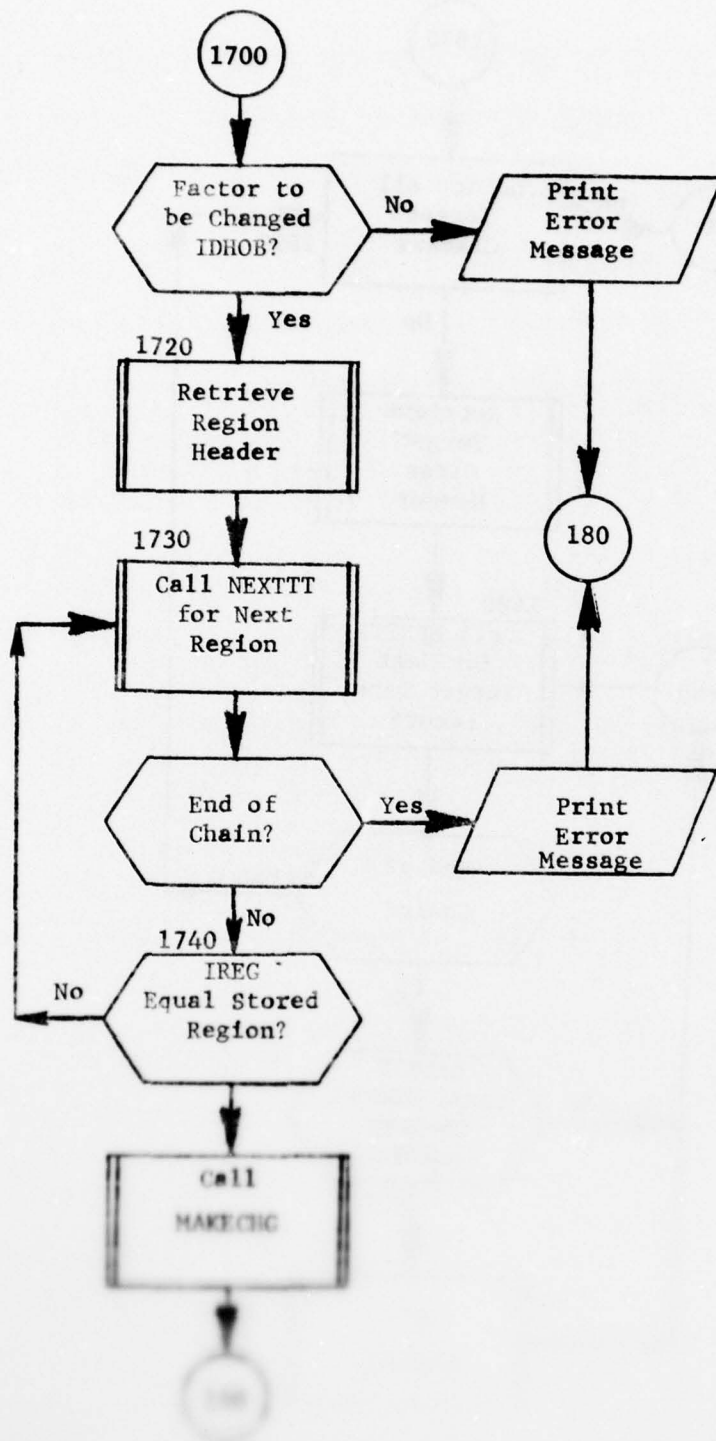 1700
Factor to
be Changed
IDHOB?
No
Print
Error
Message
Yes
1720
Retrieve
Region
Header
180
1730
Call NEXTTT
for Next
Region
End of
Chain?
Yes
Print
Error
Message
No
1740
IREG
Equal Stored
Region?
No
Call
MAKECHG